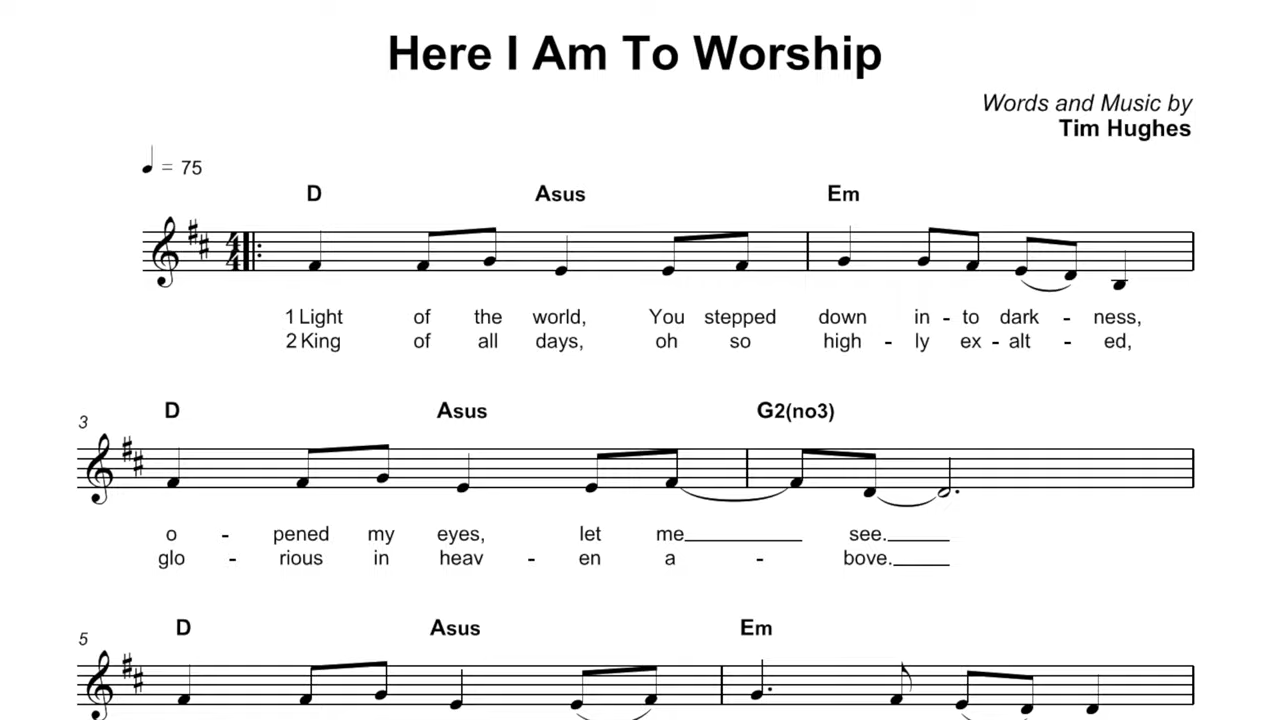 Here I Am To Worship
Words and Music by
Tim Hughes
= 75
D Asus Em
1 Light of the world, You stepped down in - to dark - ness,
2 King of all days, oh so high - ly ex - alt - ed,
3
D Asus G2(no3)
o - pened my eyes, let me see.
glo - rious in heav - en a - bove.
5
D Asus Em